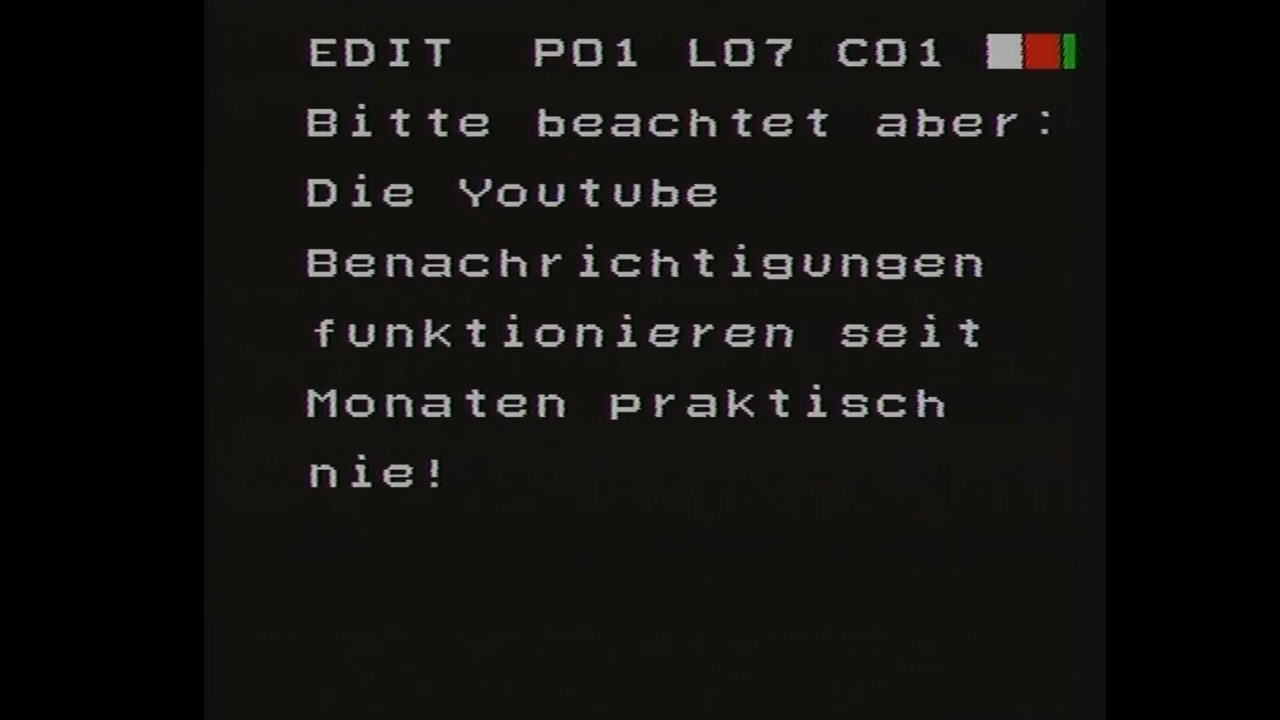 EDIT P01 L07 C01
Bitte beachtet aber:
Die Youtube
Benachrichtigungen
funktionieren seit
Monaten praktisch
nie!